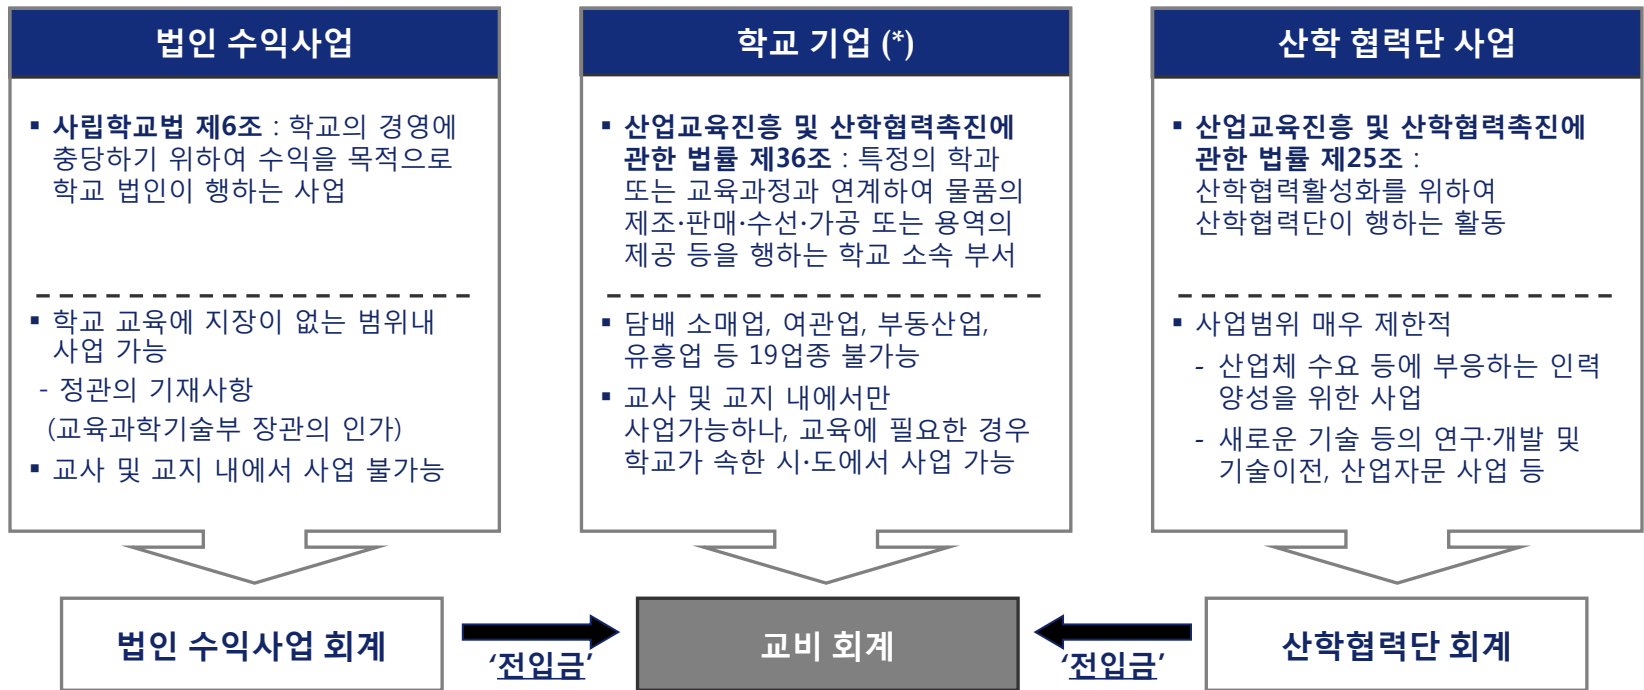 법인 수익사업
▪ 사립학교법 제6조 : 학교의 경영에
충당하기 위하여 수익을 목적으로
학교 법인이 행하는 사업
▪ 학교 교육에 지장이 없는 범위내
사업 가능
- 정관의 기재사항
(교육과학기술부 장관의 인가)
▪ 교사 및 교지 내에서 사업 불가능
학교 기업 (*)
▪ 산업교육진흥 및 산학협력촉진에
관한 법률 제36조 : 특정의 학과
또는 교육과정과 연계하여 물품의
제조·판매·수선·가공 또는 용역의
제공 등을 행하는 학교 소속 부서
▪ 담배 소매업, 여관업, 부동산업,
유흥업 등 19업종 불가능
▪ 교사 및 교지 내에서만
사업가능하나, 교육에 필요한 경우
학교가 속한 시·도에서 사업 가능
산학 협력단 사업
▪ 산업교육진흥 및 산학협력촉진에
관한 법률 제25조 :
산학협력활성화를 위하여
산학협력단이 행하는 활동
▪ 사업범위 매우 제한적
- 산업체 수요 등에 부응하는 인력
양성을 위한 사업
- 새로운 기술 등의 연구·개발 및
기술이전, 산업자문 사업 등
법인 수익사업 회계
‘전입금’
교비 회계
‘전입금’
산학협력단 회계